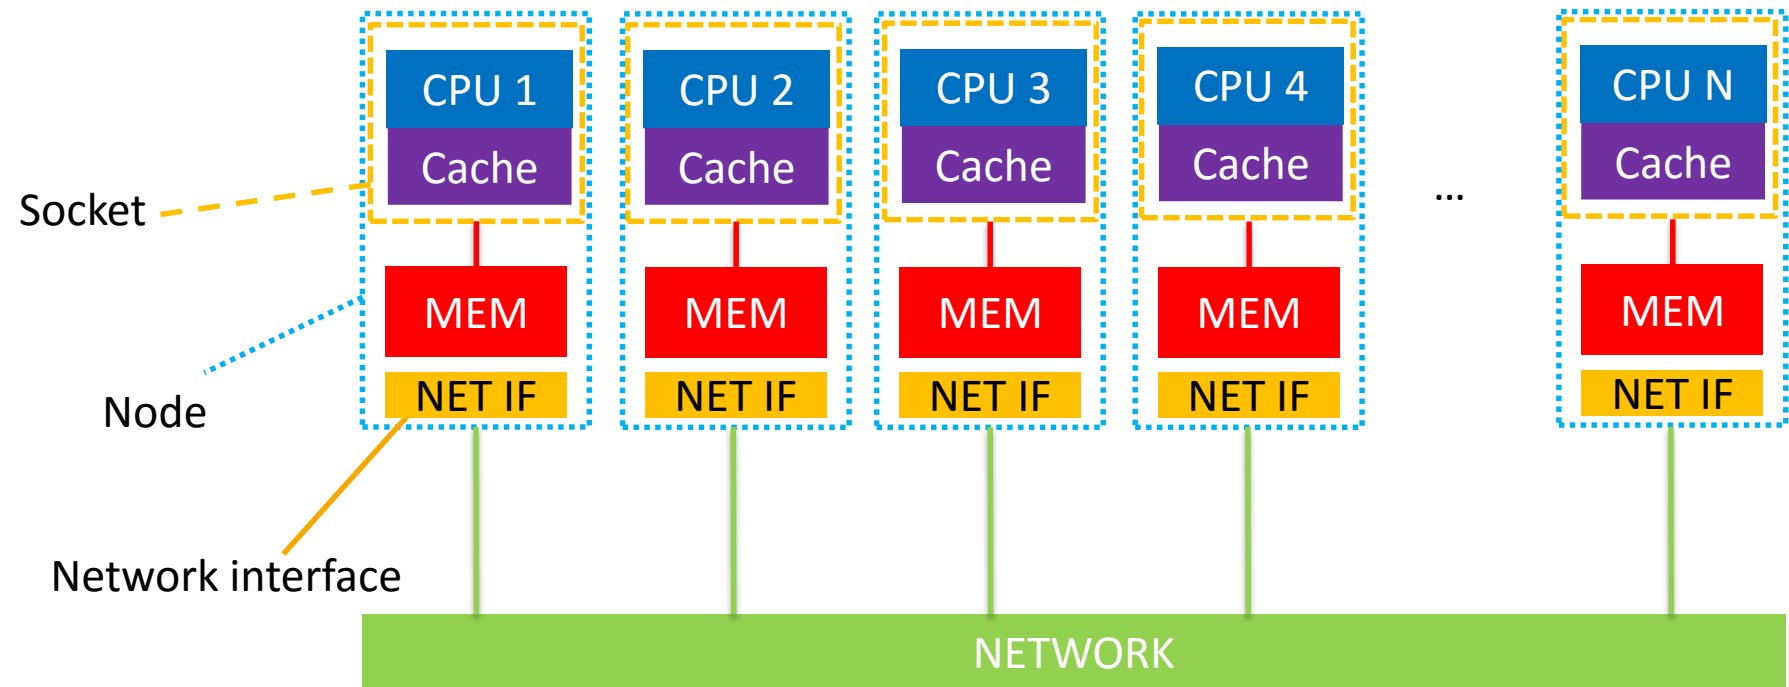 CPU 1
CPU 2
CPU 3
CPU 4
CPU N
Cache
Cache
Cache
Cache
Cache
Socket
...
MEM
MEM
MEM
MEM
MEM
Node
NET IF
NET IF
NET IF
NET IF
NET IF
Network interface
NETWORK